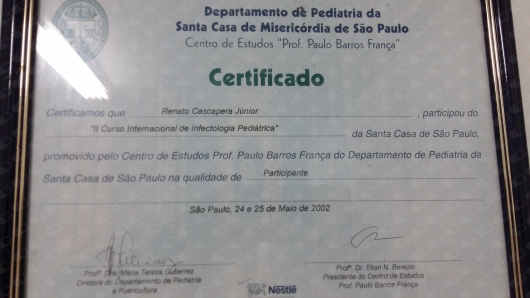 Departamento de Pediatria da
Santa Casa de Misericórdia de São Paulo
Centro de Estudos "Prof. Paulo Barros França"
Certificado
Certificamos que Renato Cascapera Júnior , participou do
"II Curso Internacional de Infectologia Pediátrica" da Santa Casa de São Paulo,
promovido pelo Centro de Estudos Prof. Paulo Barros França do Departamento de Pediatria da
Santa Casa de São Paulo na qualidade de Participante
São Paulo, 24 e 25 de Maio de 2002
Profª. Dra. Maria Tereza Gutierrez
Diretora do Departamento de Pediatria
e Puericultura
Nestlé
Profº. Dr. Eitan N. Berezin
Presidente do Centro de Estudos
Prof. Paulo Barros França